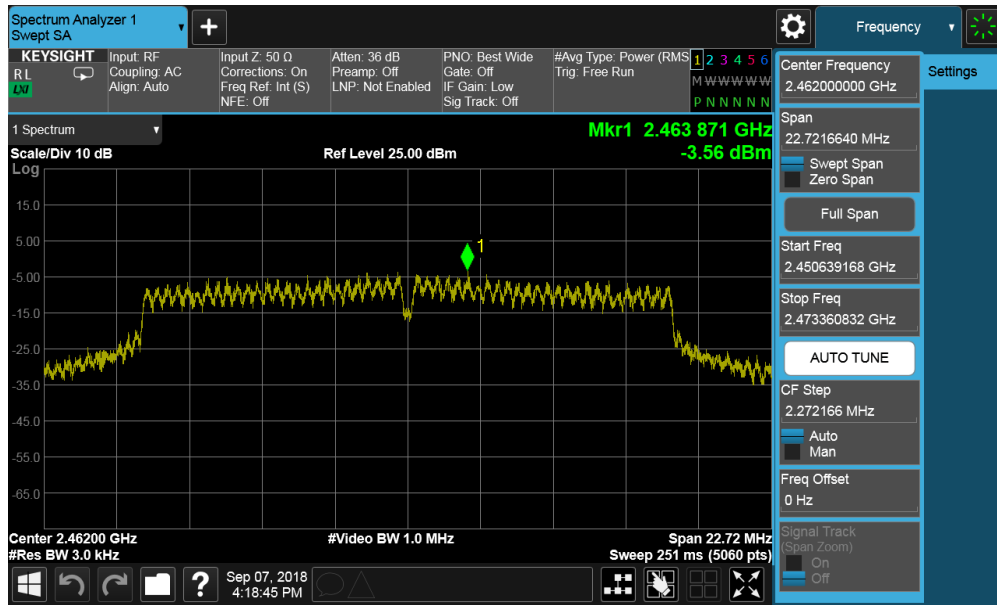 Spectrum Analyzer 1
Swept SA
+
Frequency
KEYSIGHT
R L
LXI
Input: RF
Coupling: AC
Align: Auto
Input Z: 50 Ω
Corrections: On
Freq Ref: Int (S)
NFE: Off
Atten: 36 dB
Preamp: Off
LNP: Not Enabled
PNO: Best Wide
Gate: Off
IF Gain: Low
Sig Track: Off
#Avg Type: Power (RMS
Trig: Free Run
1 2 3 4 5 6
M W W W W W
P N N N N N
1 Spectrum
Scale/Div 10 dB
Log
Ref Level 25.00 dBm
Mkr1 2.463 871 GHz
-3.56 dBm
15.0
5.00
-5.00
-15.0
-25.0
-35.0
-45.0
-55.0
-65.0
1
Center 2.46200 GHz
#Res BW 3.0 kHz
#Video BW 1.0 MHz
Span 22.72 MHz
Sweep 251 ms (5060 pts)
?
Sep 07, 2018
4:18:45 PM
Center Frequency
2.462000000 GHz
Span
22.7216640 MHz
Swept Span
Zero Span
Full Span
Start Freq
2.450639168 GHz
Stop Freq
2.473360832 GHz
AUTO TUNE
CF Step
2.272166 MHz
Auto
Man
Freq Offset
0 Hz
Signal Track
(Span Zoom)
On
Off
Settings